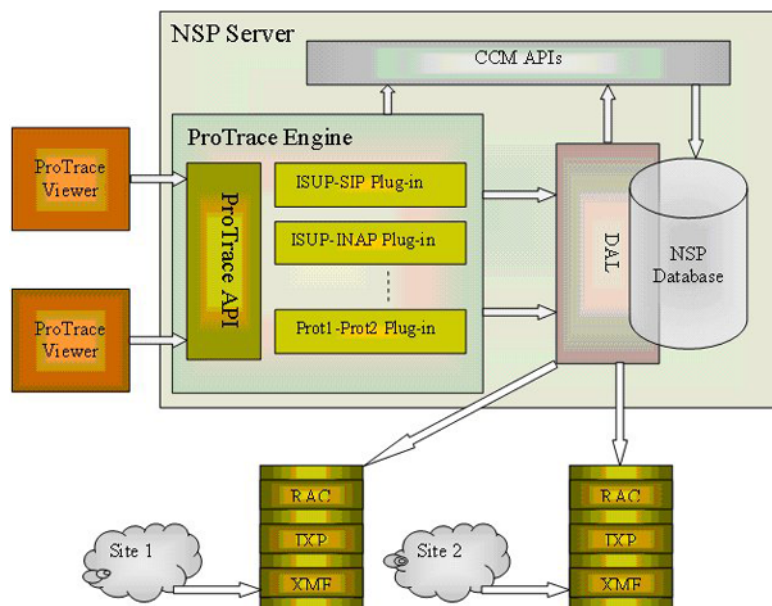 NSP Server
CCM APIs
ProTrace Engine
ProTrace
Viewer
ProTrace
Viewer
ProTrace API
ISUP-SIP Plug-in
ISUP-INAP Plug-in
Prot1-Prot2 Plug-in
DAL
NSP
Database
Site 1
RAC
IXP
XMF
Site 2
RAC
IXP
XMF